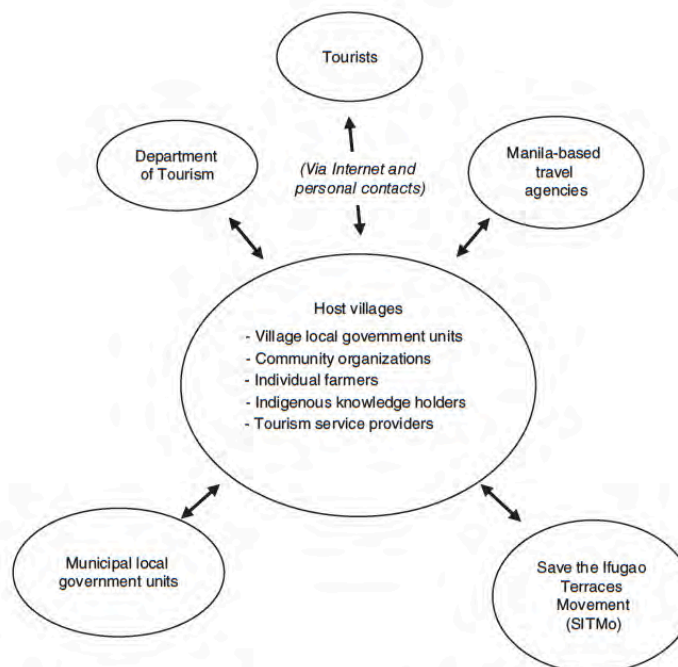 Tourists
Department
of Tourism
(Via Internet and
personal contacts)
Manila-based
travel
agencies
Host villages
- Village local government units
- Community organizations
- Individual farmers
- Indigenous knowledge holders
- Tourism service providers
Municipal local
government units
Save the Ifugao
Terraces
Movement
(SITMo)